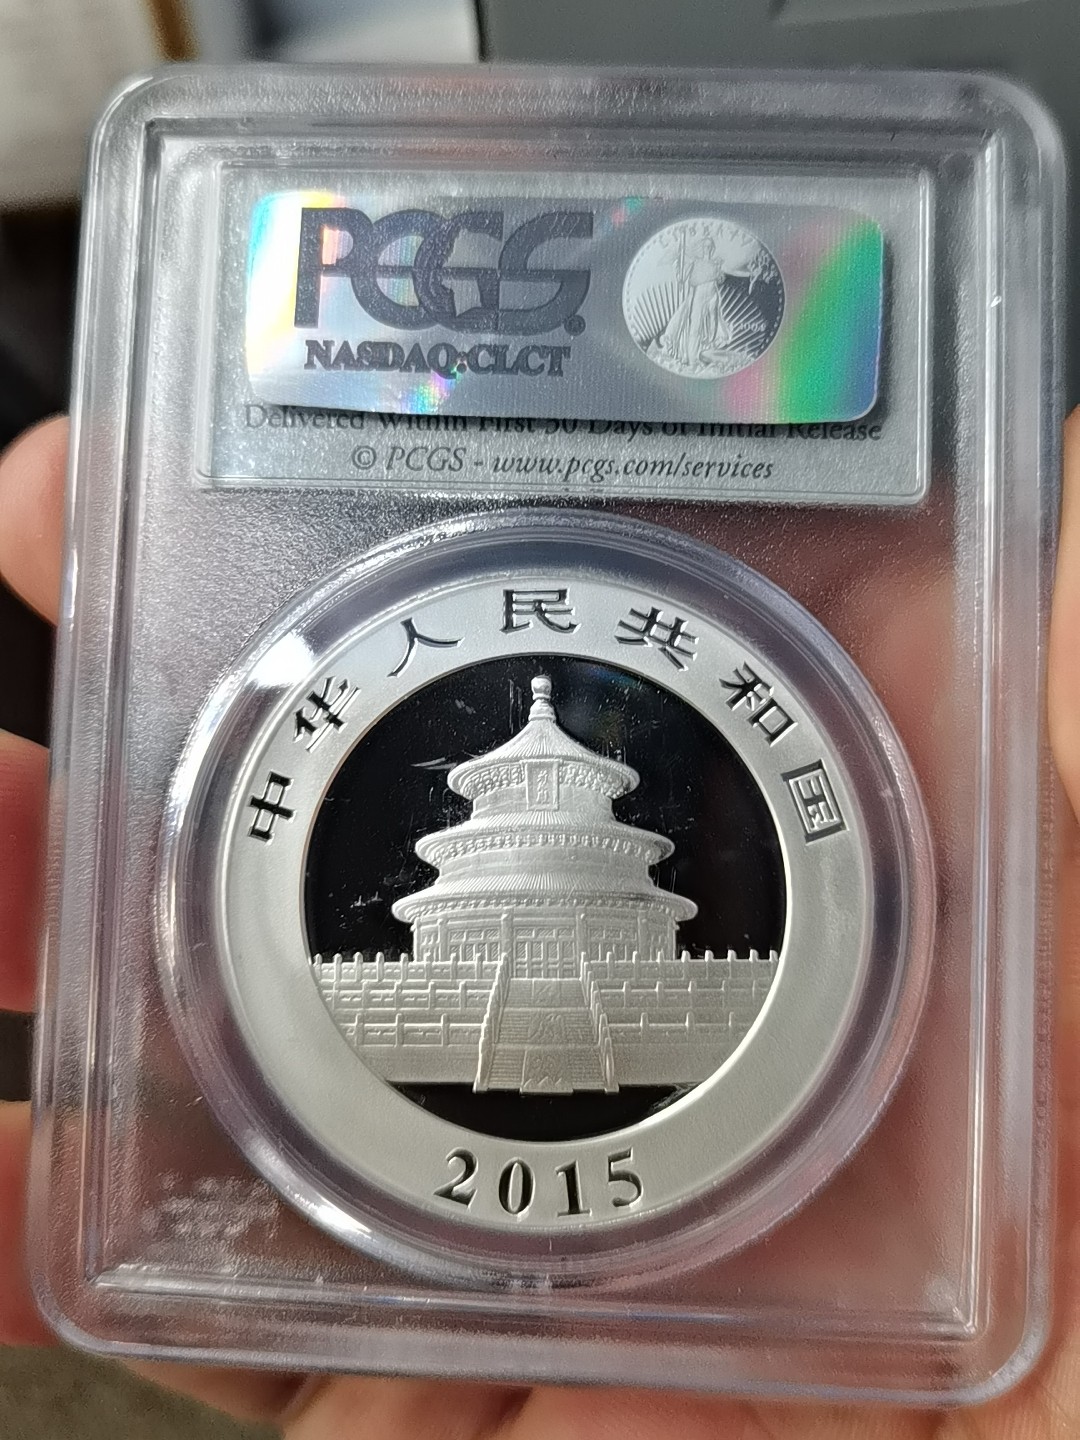 PCGS®
NASDAQ:CLCT
Delivered Within First 30 Days of Initial Release
© PCGS - www.pcgs.com/services
中华人民共和国
2015